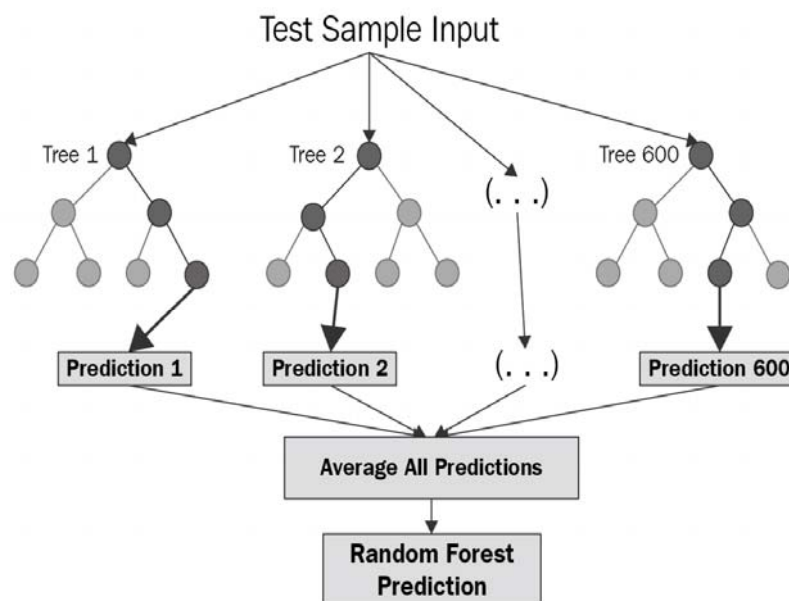 Test Sample Input
Tree 1
Tree 2
Tree 600
(. . .)
Prediction 1
Prediction 2
(. . .)
Prediction 600
Average All Predictions
Random Forest
Prediction